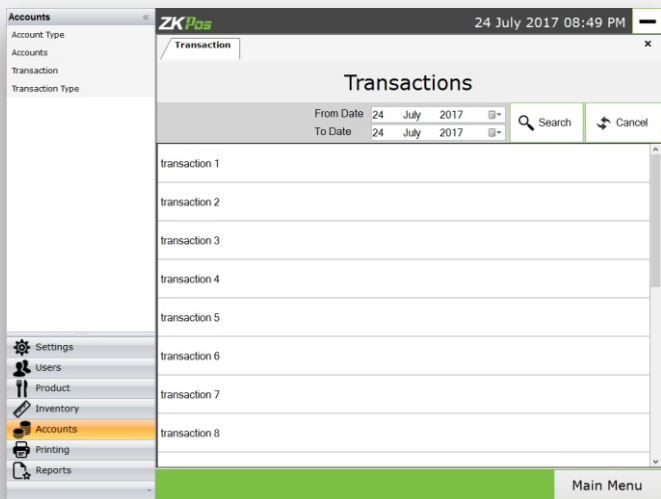 Accounts
Account Type
Accounts
Transaction
Transaction Type
Settings
Users
Product
Inventory
Accounts
Printing
Reports
ZKPos
24 July 2017 08:49 PM
Transaction
Transactions
From Date 24 July 2017
To Date 24 July 2017
Search
Cancel
transaction 1
transaction 2
transaction 3
transaction 4
transaction 5
transaction 6
transaction 7
transaction 8
Main Menu